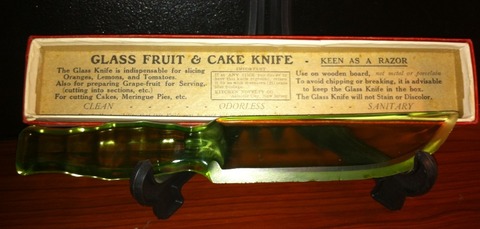 GLASS FRUIT & CAKE KNIFE - KEEN AS A RAZOR
The Glass Knife is indispensable for slicing
Oranges, Lemons, and Tomatoes.
Also for preparing Grapefruit for Serving,
(cutting into sections, etc.)
For cutting Cakes, Meringue Pies, etc.
IMPORTANT
Use on wooden board, not metal or porcelain
To avoid chipping or breaking, it is advisable
to keep the Glass Knife in the box.
The Glass Knife will not Stain or Discolor,
CLEAN - ODORLESS - SANITARY